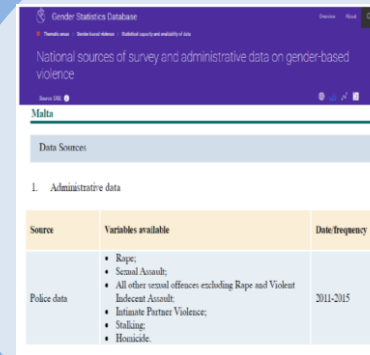 Gender Statistics Database
Overview About
Thematic areas Gender-based violence Statistical capacity and availability of data
National sources of survey and administrative data on gender-based
violence
Source: EIGE
Malta
Data Sources
1. Administrative data
Source Variables available Date/frequency
• Rape;
• Sexual Assault;
• All other sexual offences excluding Rape and Violent
Indecent Assault;
Police data 2011-2015
• Intimate Partner Violence;
• Stalking;
• Homicide.